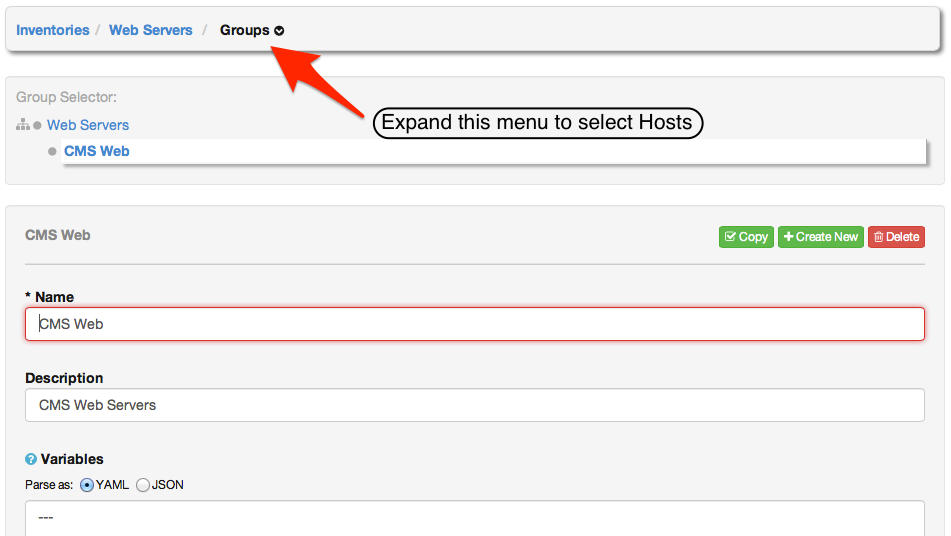 Inventories / Web Servers / Groups
Expand this menu to select Hosts
Group Selector:
Web Servers
CMS Web
CMS Web
Copy
Create New
Delete
* Name
CMS Web
Description
CMS Web Servers
? Variables
Parse as: YAML JSON
---